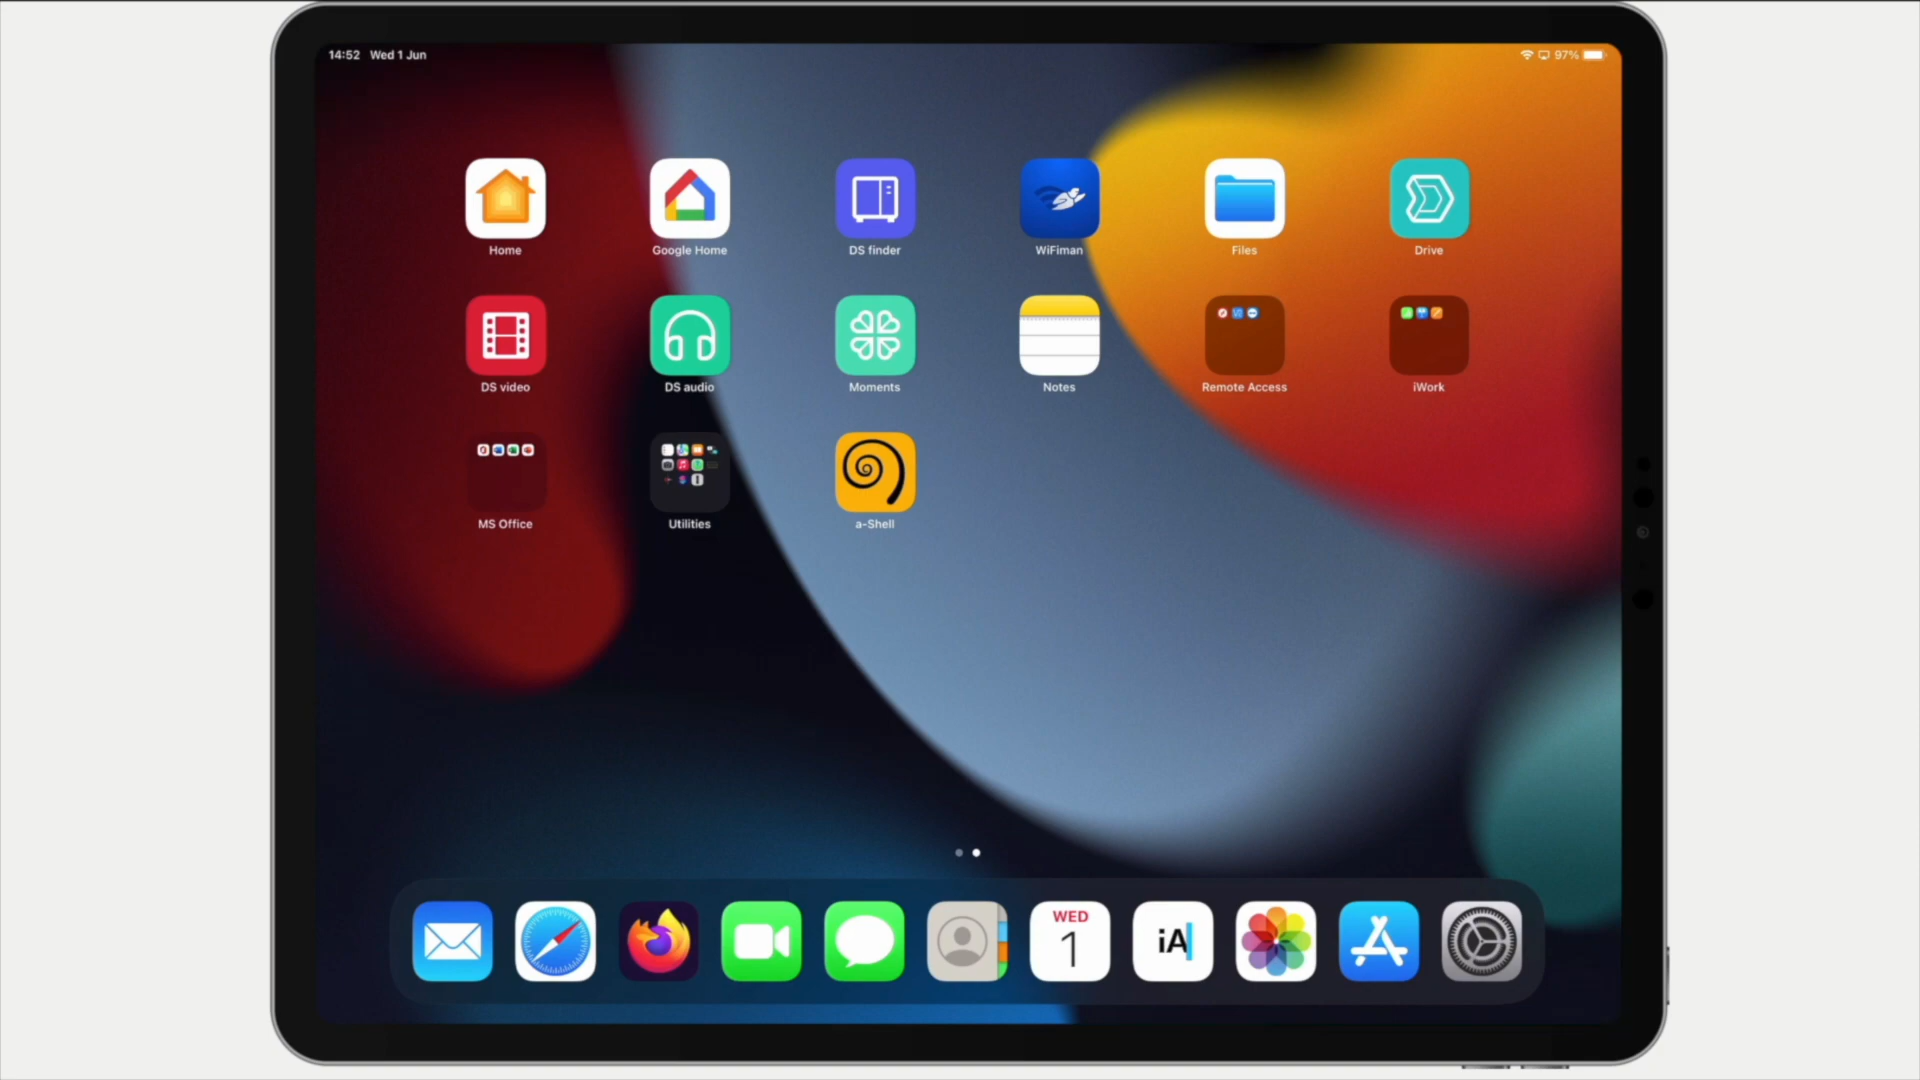 14:52 Wed 1 Jun
97%
Home
Google Home
DS finder
WiFiman
Files
Drive
DS video
DS audio
Moments
Notes
Remote Access
iWork
MS Office
Utilities
a-Shell
WED
1
iA